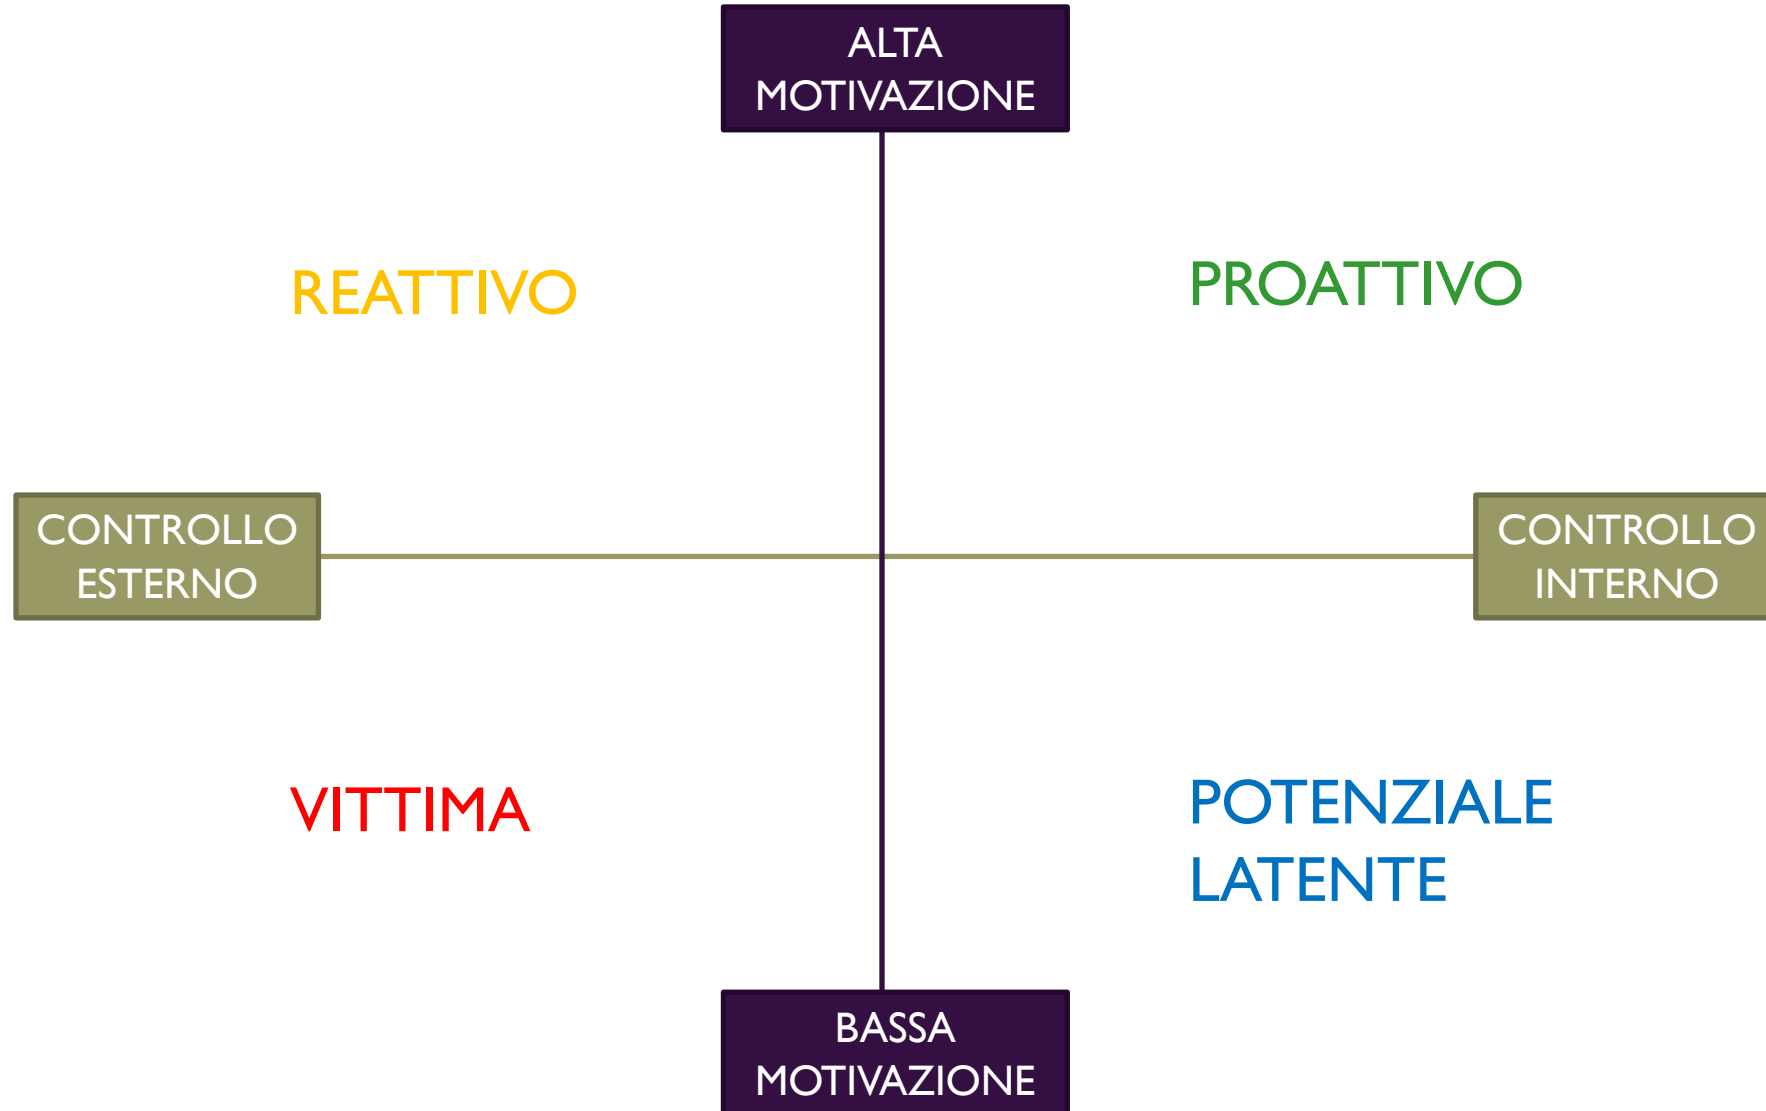 ALTA
MOTIVAZIONE
REATTIVO
PROATTIVO
CONTROLLO
ESTERNO
CONTROLLO
INTERNO
VITTIMA
POTENZIALE
LATENTE
BASSA
MOTIVAZIONE